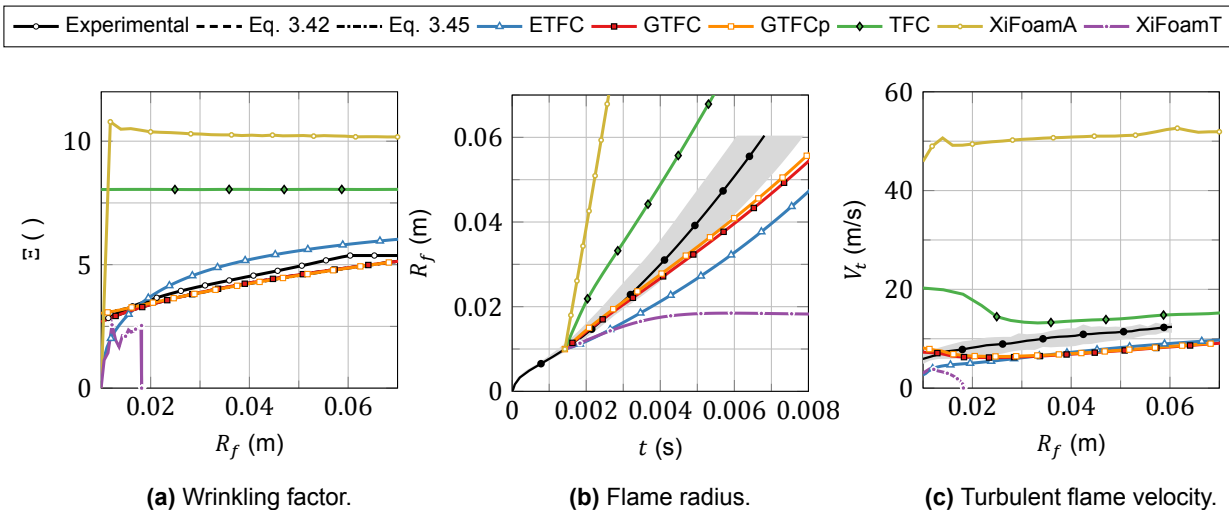 Experimental Eq. 3.42 Eq. 3.45 ETFC GTFC GTFCp TFC XiFoamA XiFoamT
10
5
0
Ξ ( )
0.02 0.04 0.06
R_f (m)
(a) Wrinkling factor.
0.06
0.04
0.02
0
R_f (m)
0 0.002 0.004 0.006 0.008
t (s)
(b) Flame radius.
60
40
20
0
V_t (m/s)
0.02 0.04 0.06
R_f (m)
(c) Turbulent flame velocity.